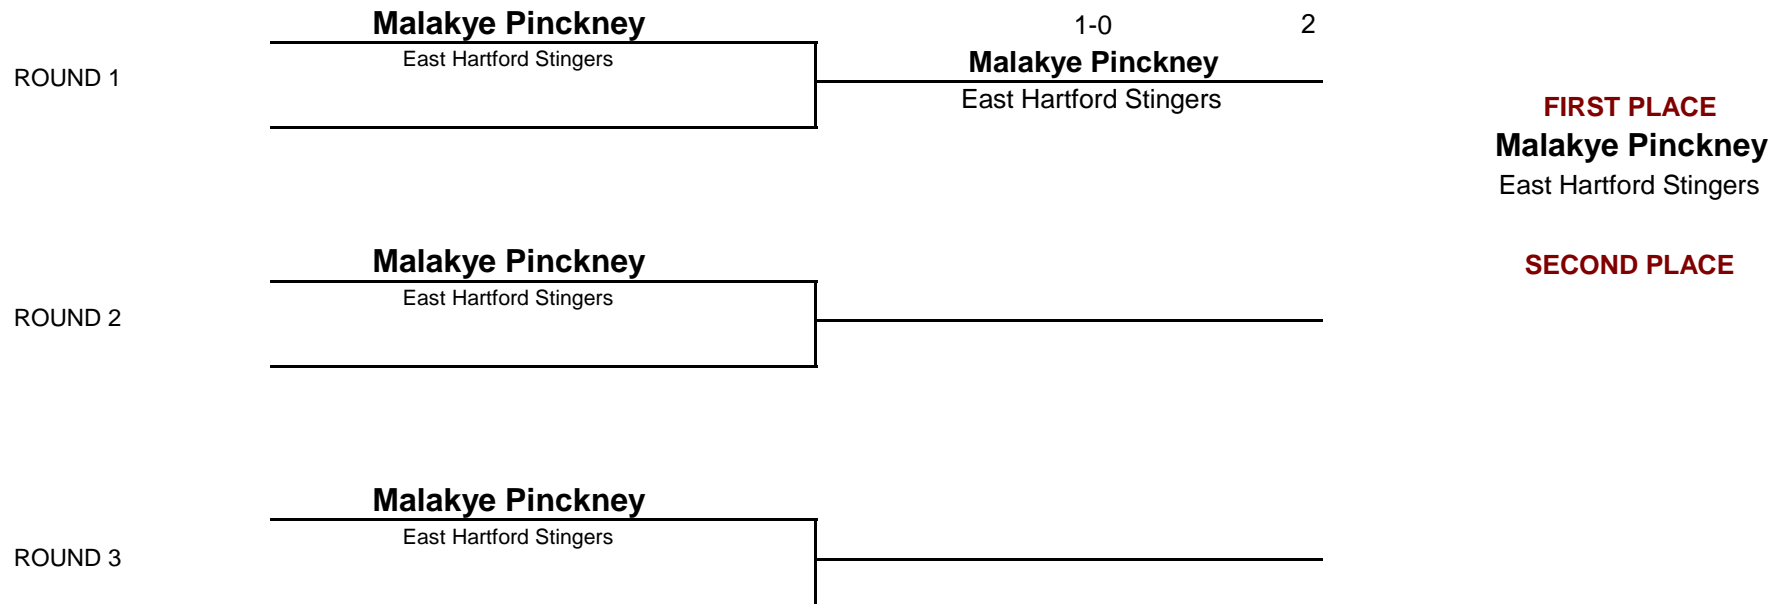 Malakye Pinckney
1-0
2
East Hartford Stingers
Malakye Pinckney
ROUND 1
East Hartford Stingers
FIRST PLACE
Malakye Pinckney
East Hartford Stingers
Malakye Pinckney
SECOND PLACE
East Hartford Stingers
ROUND 2
Malakye Pinckney
East Hartford Stingers
ROUND 3